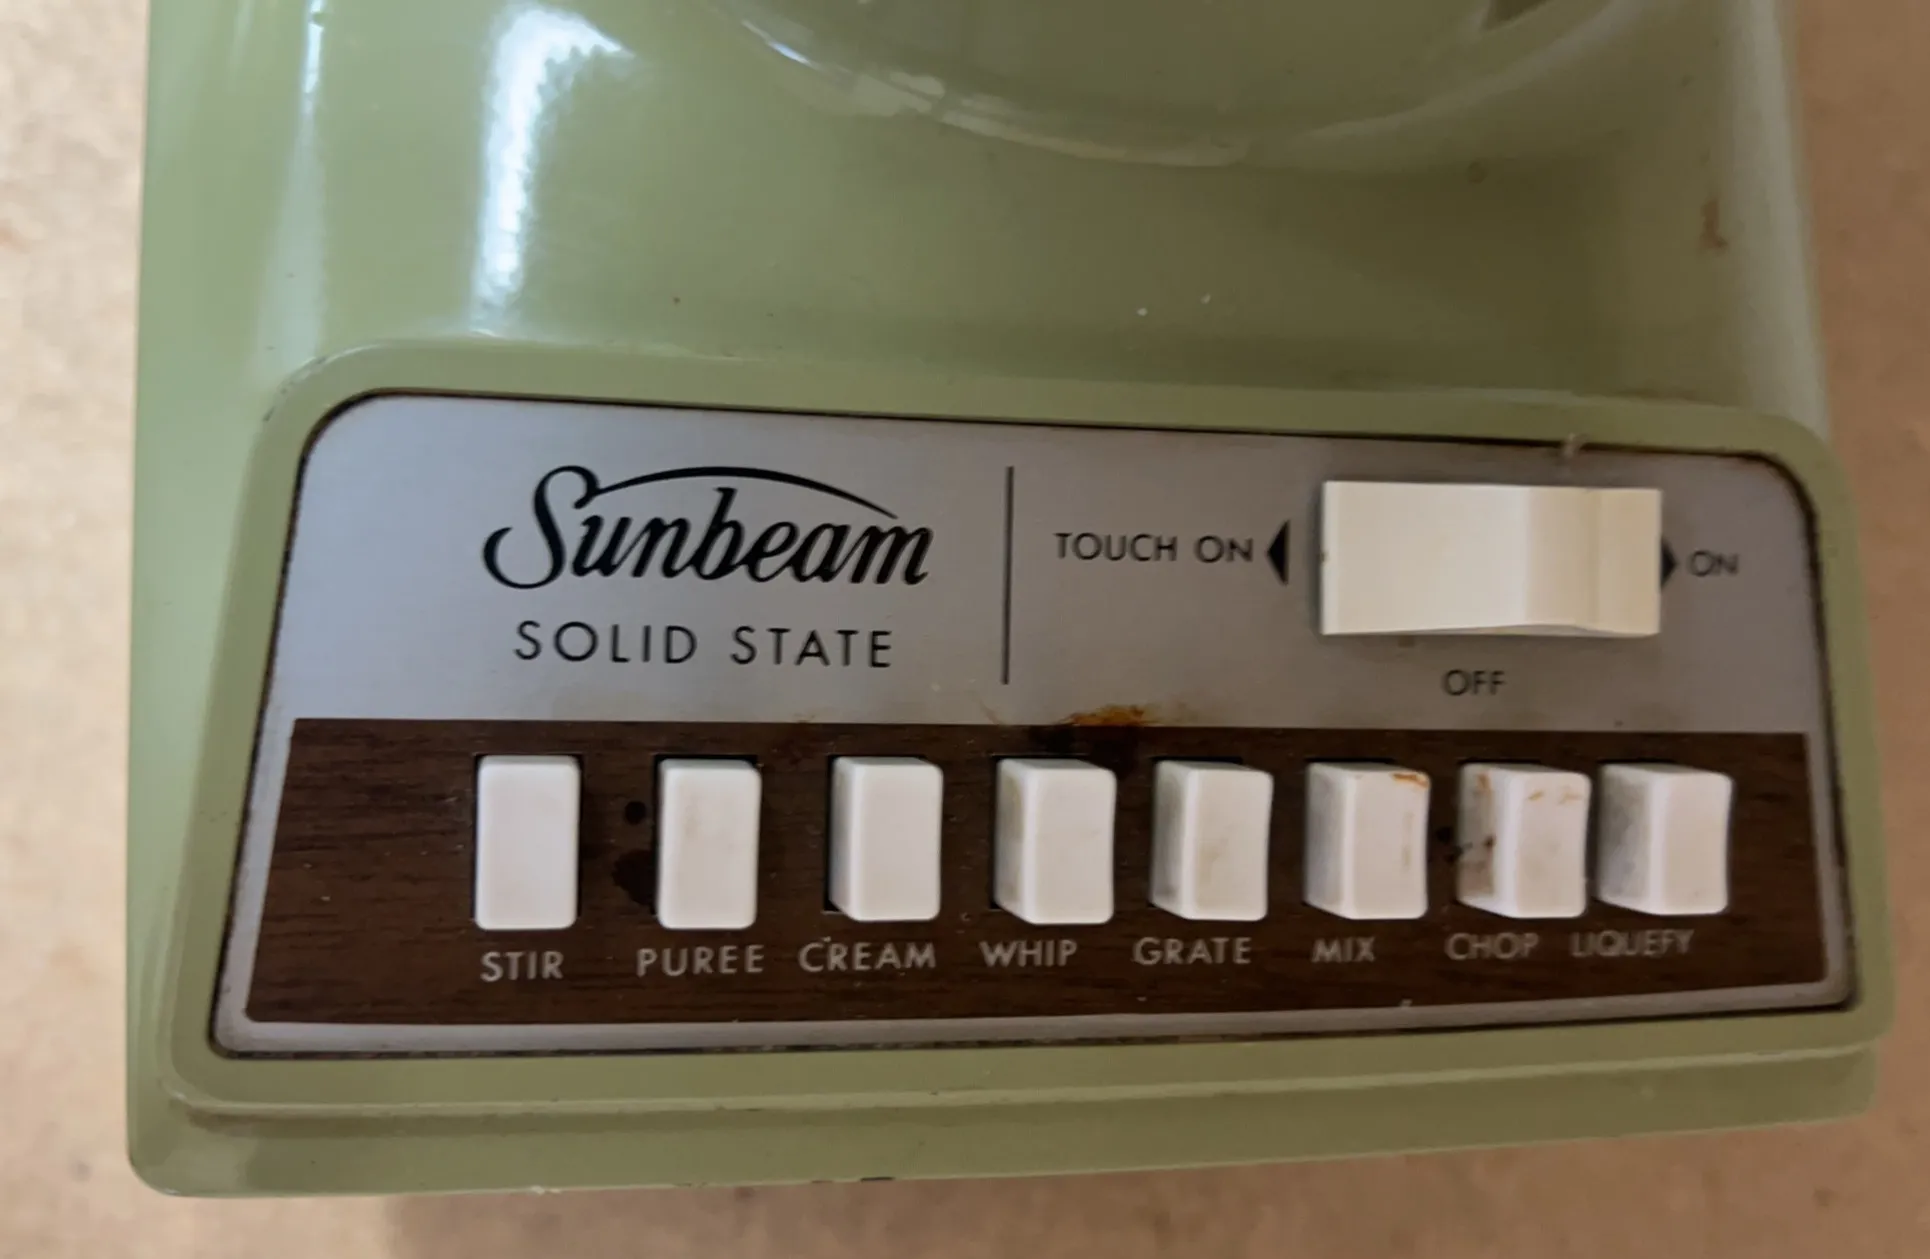 Sunbeam
SOLID STATE
TOUCH ON ON
OFF
STIR PUREE CREAM WHIP GRATE MIX CHOP LIQUEFY